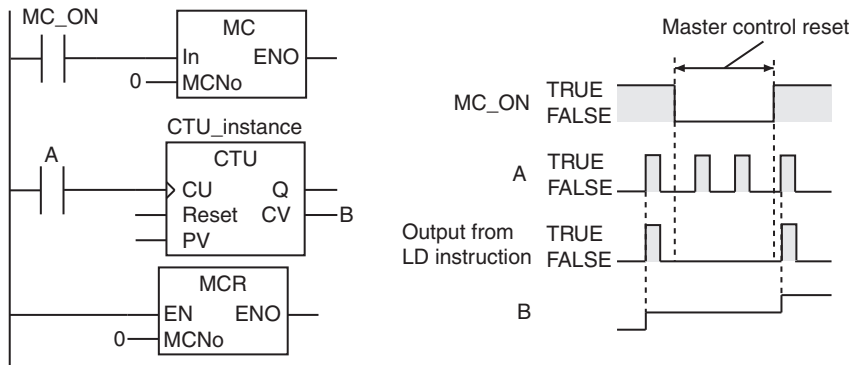 MC_ON
MC
In ENO
0 MCNo
CTU_instance
A
CTU
CU Q
Reset CV B
PV
MCR
EN ENO
0 MCNo
Master control reset
MC_ON TRUE
FALSE
A TRUE
FALSE
Output from
LD instruction
TRUE
FALSE
B